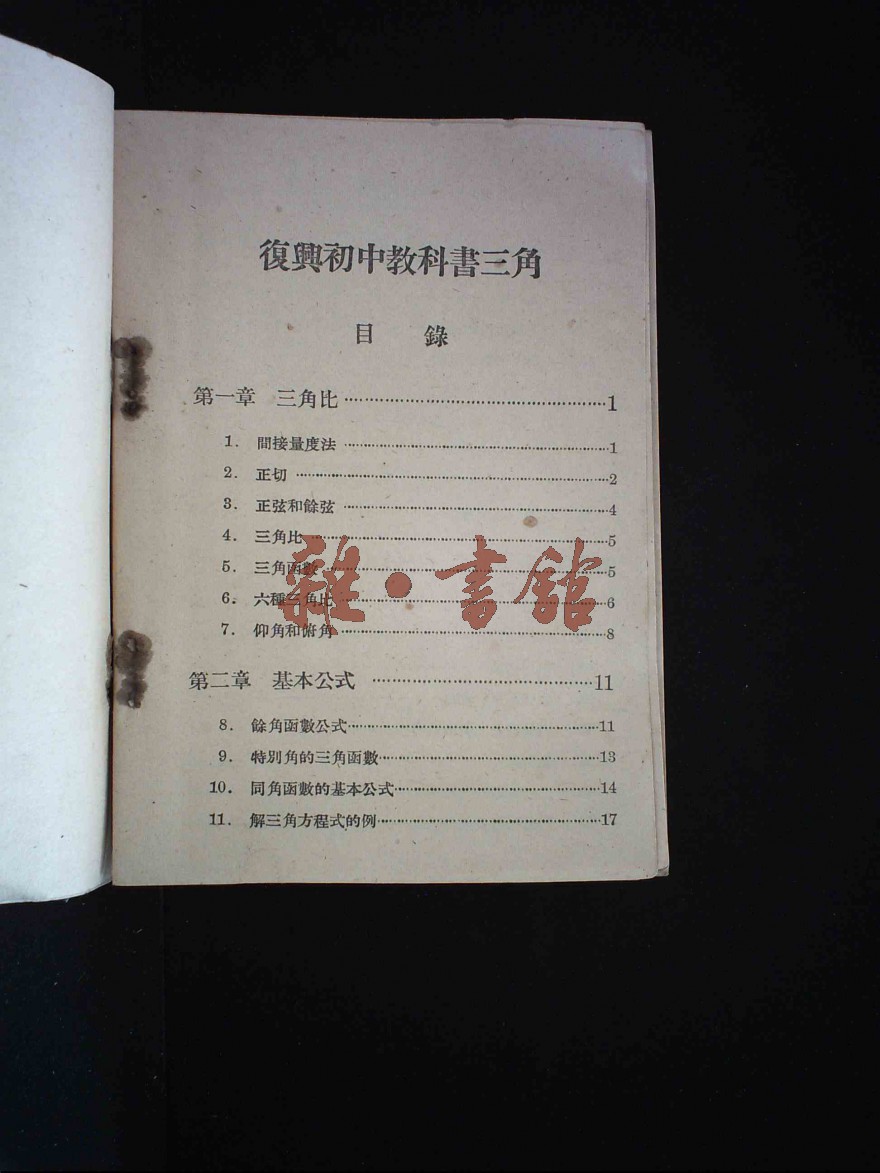 復興初中教科書三角
目 錄
第一章 三角比……………………………………1
1. 間接量度法……………………………………1
2. 正切……………………………………2
3. 正弦和餘弦……………………………………4
4. 三角比……………………………………5
5. 三角函數……………………………………5
6. 六種三角比……………………………………6
7. 仰角和俯角……………………………………8
雜·書館
第二章 基本公式……………………………………11
8. 餘角函數公式……………………………………11
9. 特別角的三角函數……………………………………13
10. 同角函數的基本公式……………………………………14
11. 解三角方程式的例……………………………………17